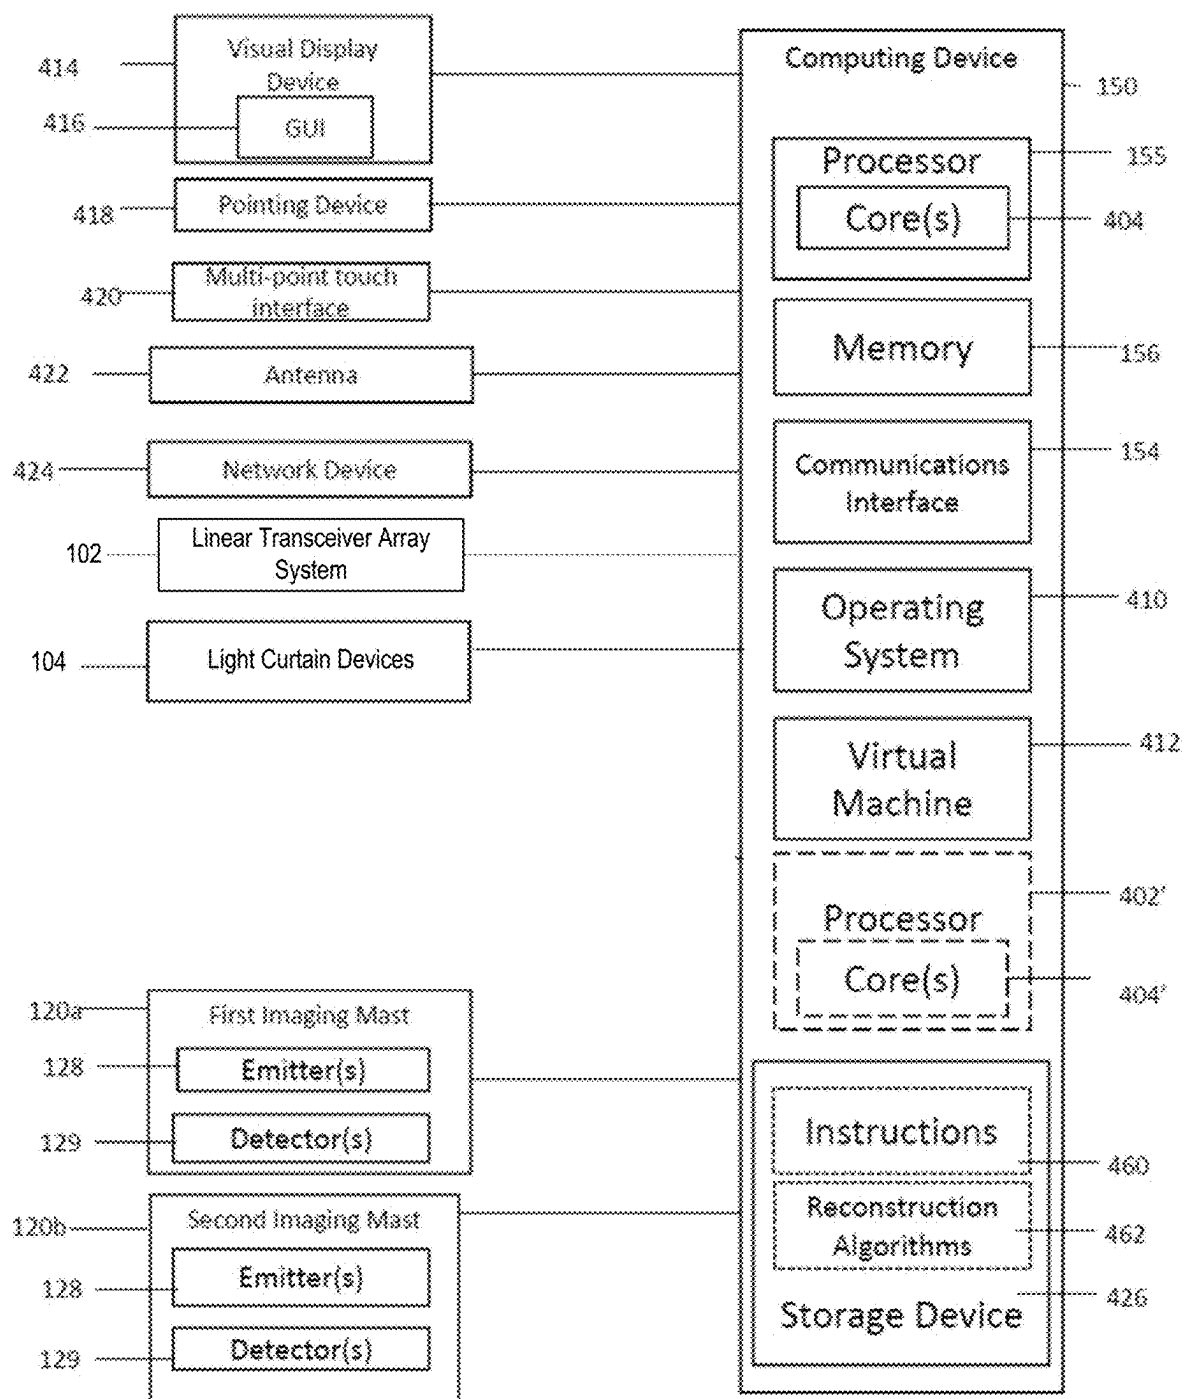 414
Visual Display
Device
416
GUI
418
Pointing Device
420
Multi-point touch
interface
422
Antenna
424
Network Device
102
Linear Transceiver Array
System
104
Light Curtain Devices
120a
First Imaging Mast
128
Emitter(s)
129
Detector(s)
120b
Second Imaging Mast
128
Emitter(s)
129
Detector(s)
Computing Device
150
Processor
155
Core(s)
404
Memory
156
Communications
Interface
154
Operating
System
410
Virtual
Machine
412
Processor
402'
Core(s)
404'
Instructions
460
Reconstruction
Algorithms
462
Storage Device
426